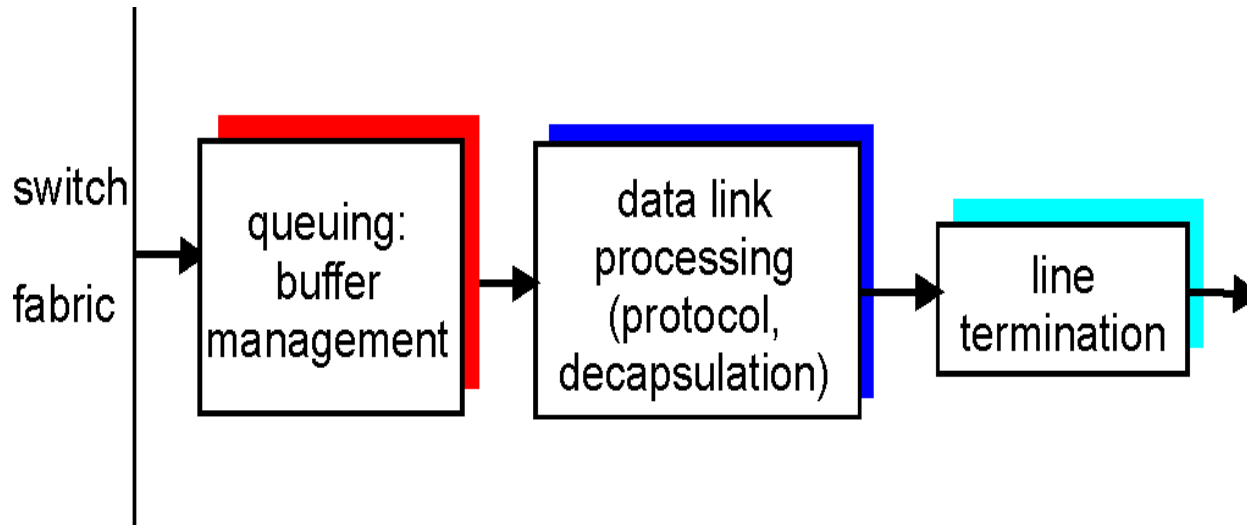 switch
fabric
queuing:
buffer
management
data link
processing
(protocol,
decapsulation)
line
termination